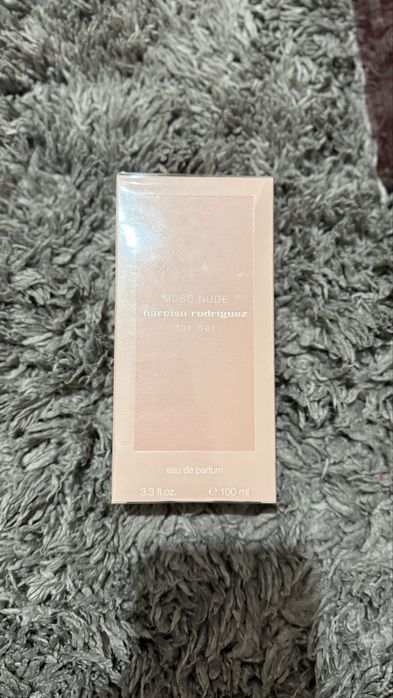 MUSC NUDE
narciso rodriguez
for her
eau de parfum
3.3 fl.oz. ℮ 100 ml